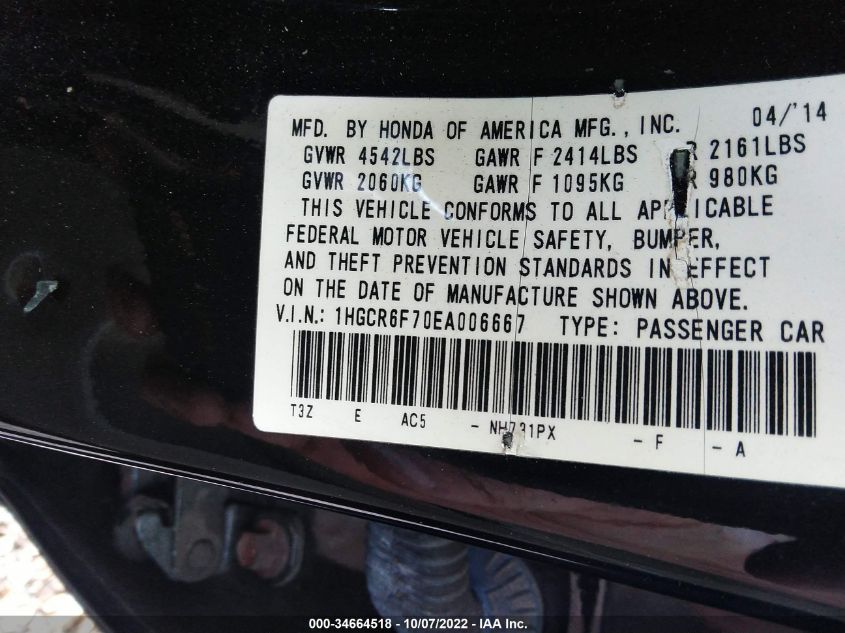 04/'14
MFD. BY HONDA OF AMERICA MFG., INC.
GVWR 4542LBS GAWR F 2414LBS R 2161LBS
GVWR 2060KG GAWR F 1095KG R 980KG
THIS VEHICLE CONFORMS TO ALL APPLICABLE
FEDERAL MOTOR VEHICLE SAFETY, BUMPER,
AND THEFT PREVENTION STANDARDS IN EFFECT
ON THE DATE OF MANUFACTURE SHOWN ABOVE.
V.I.N.: 1HGCR6F70EA006667 TYPE: PASSENGER CAR
T3Z E AC5 - NH731PX - F - A
000-34664518 - 10/07/2022 - IAA Inc.